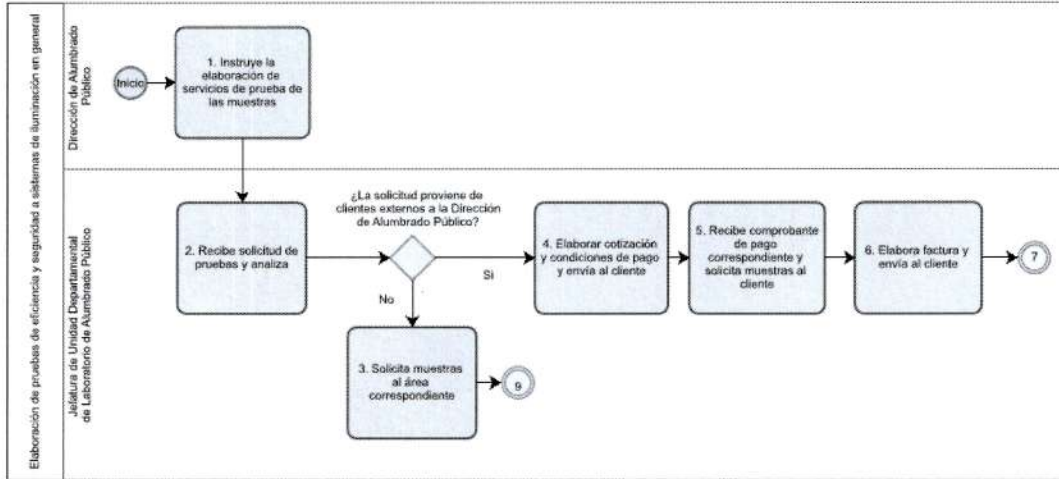 Elaboración de pruebas de eficiencia y seguridad a sistemas de iluminación en general
Dirección de Alumbrado
Público
Inicio
1. Instruye la
elaboración de
servicios de prueba de
las muestras
Jefatura de Unidad Departamental
de Laboratorio de Alumbrado Público
2. Recibe solicitud de
pruebas y analiza
¿La solicitud proviene de
clientes externos a la Dirección
de Alumbrado Público?
Sí
No
3. Solicita muestras
al área
correspondiente
9
4. Elaborar cotización
y condiciones de pago
y envía al cliente
5. Recibe comprobante
de pago
correspondiente y
solicita muestras al
cliente
6. Elabora factura y
envía al cliente
7